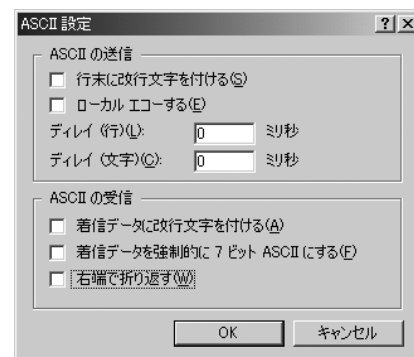 ASCII 設定
ASCII の送信
行末に改行文字を付ける(S)
ローカル エコーする(E)
ディレイ (行)(L): 0 ミリ秒
ディレイ (文字)(C): 0 ミリ秒
ASCII の受信
着信データに改行文字を付ける(A)
着信データを強制的に 7 ビット ASCII にする(F)
右端で折り返す(W)
OK キャンセル